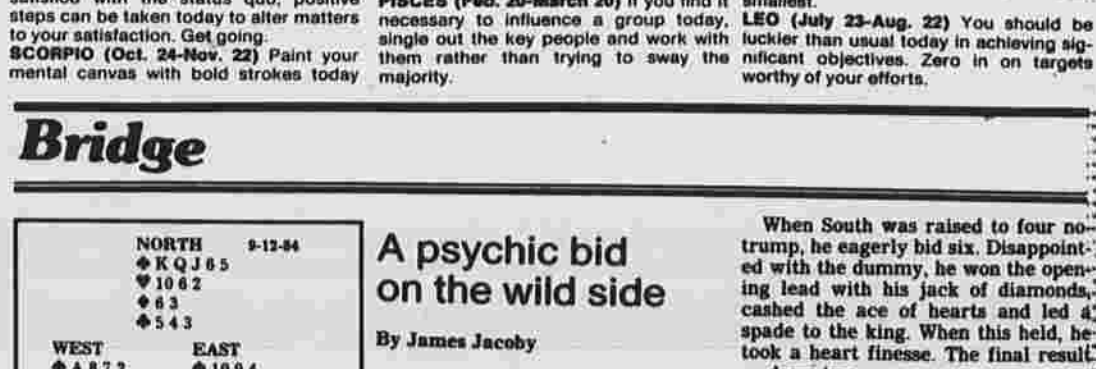 steps can be taken today to alter matters
to your satisfaction. Get going.
SCORPIO (Oct. 24-Nov. 22) Paint your
mental canvas with bold strokes today
necessary to influence a group today,
single out the key people and work with
them rather than trying to sway the
majority.
LEO (July 23-Aug. 22) You should be
luckier than usual today in achieving sig-
nificant objectives. Zero in on targets
worthy of your efforts.
Bridge
NORTH 9-12-84
♠ K Q J 6 5
♥ 10 6 2
♦ 6 3
♣ 5 4 3
WEST EAST
♠ A 8 7 2 ♠ 10 9 4
A psychic bid
on the wild side
By James Jacoby
When South was raised to four no-
trump, he eagerly bid six. Disappoint-
ed with the dummy, he won the open-
ing lead with his jack of diamonds,
cashed the ace of hearts and led a
spade to the king. When this held, he
took a heart finesse. The final result